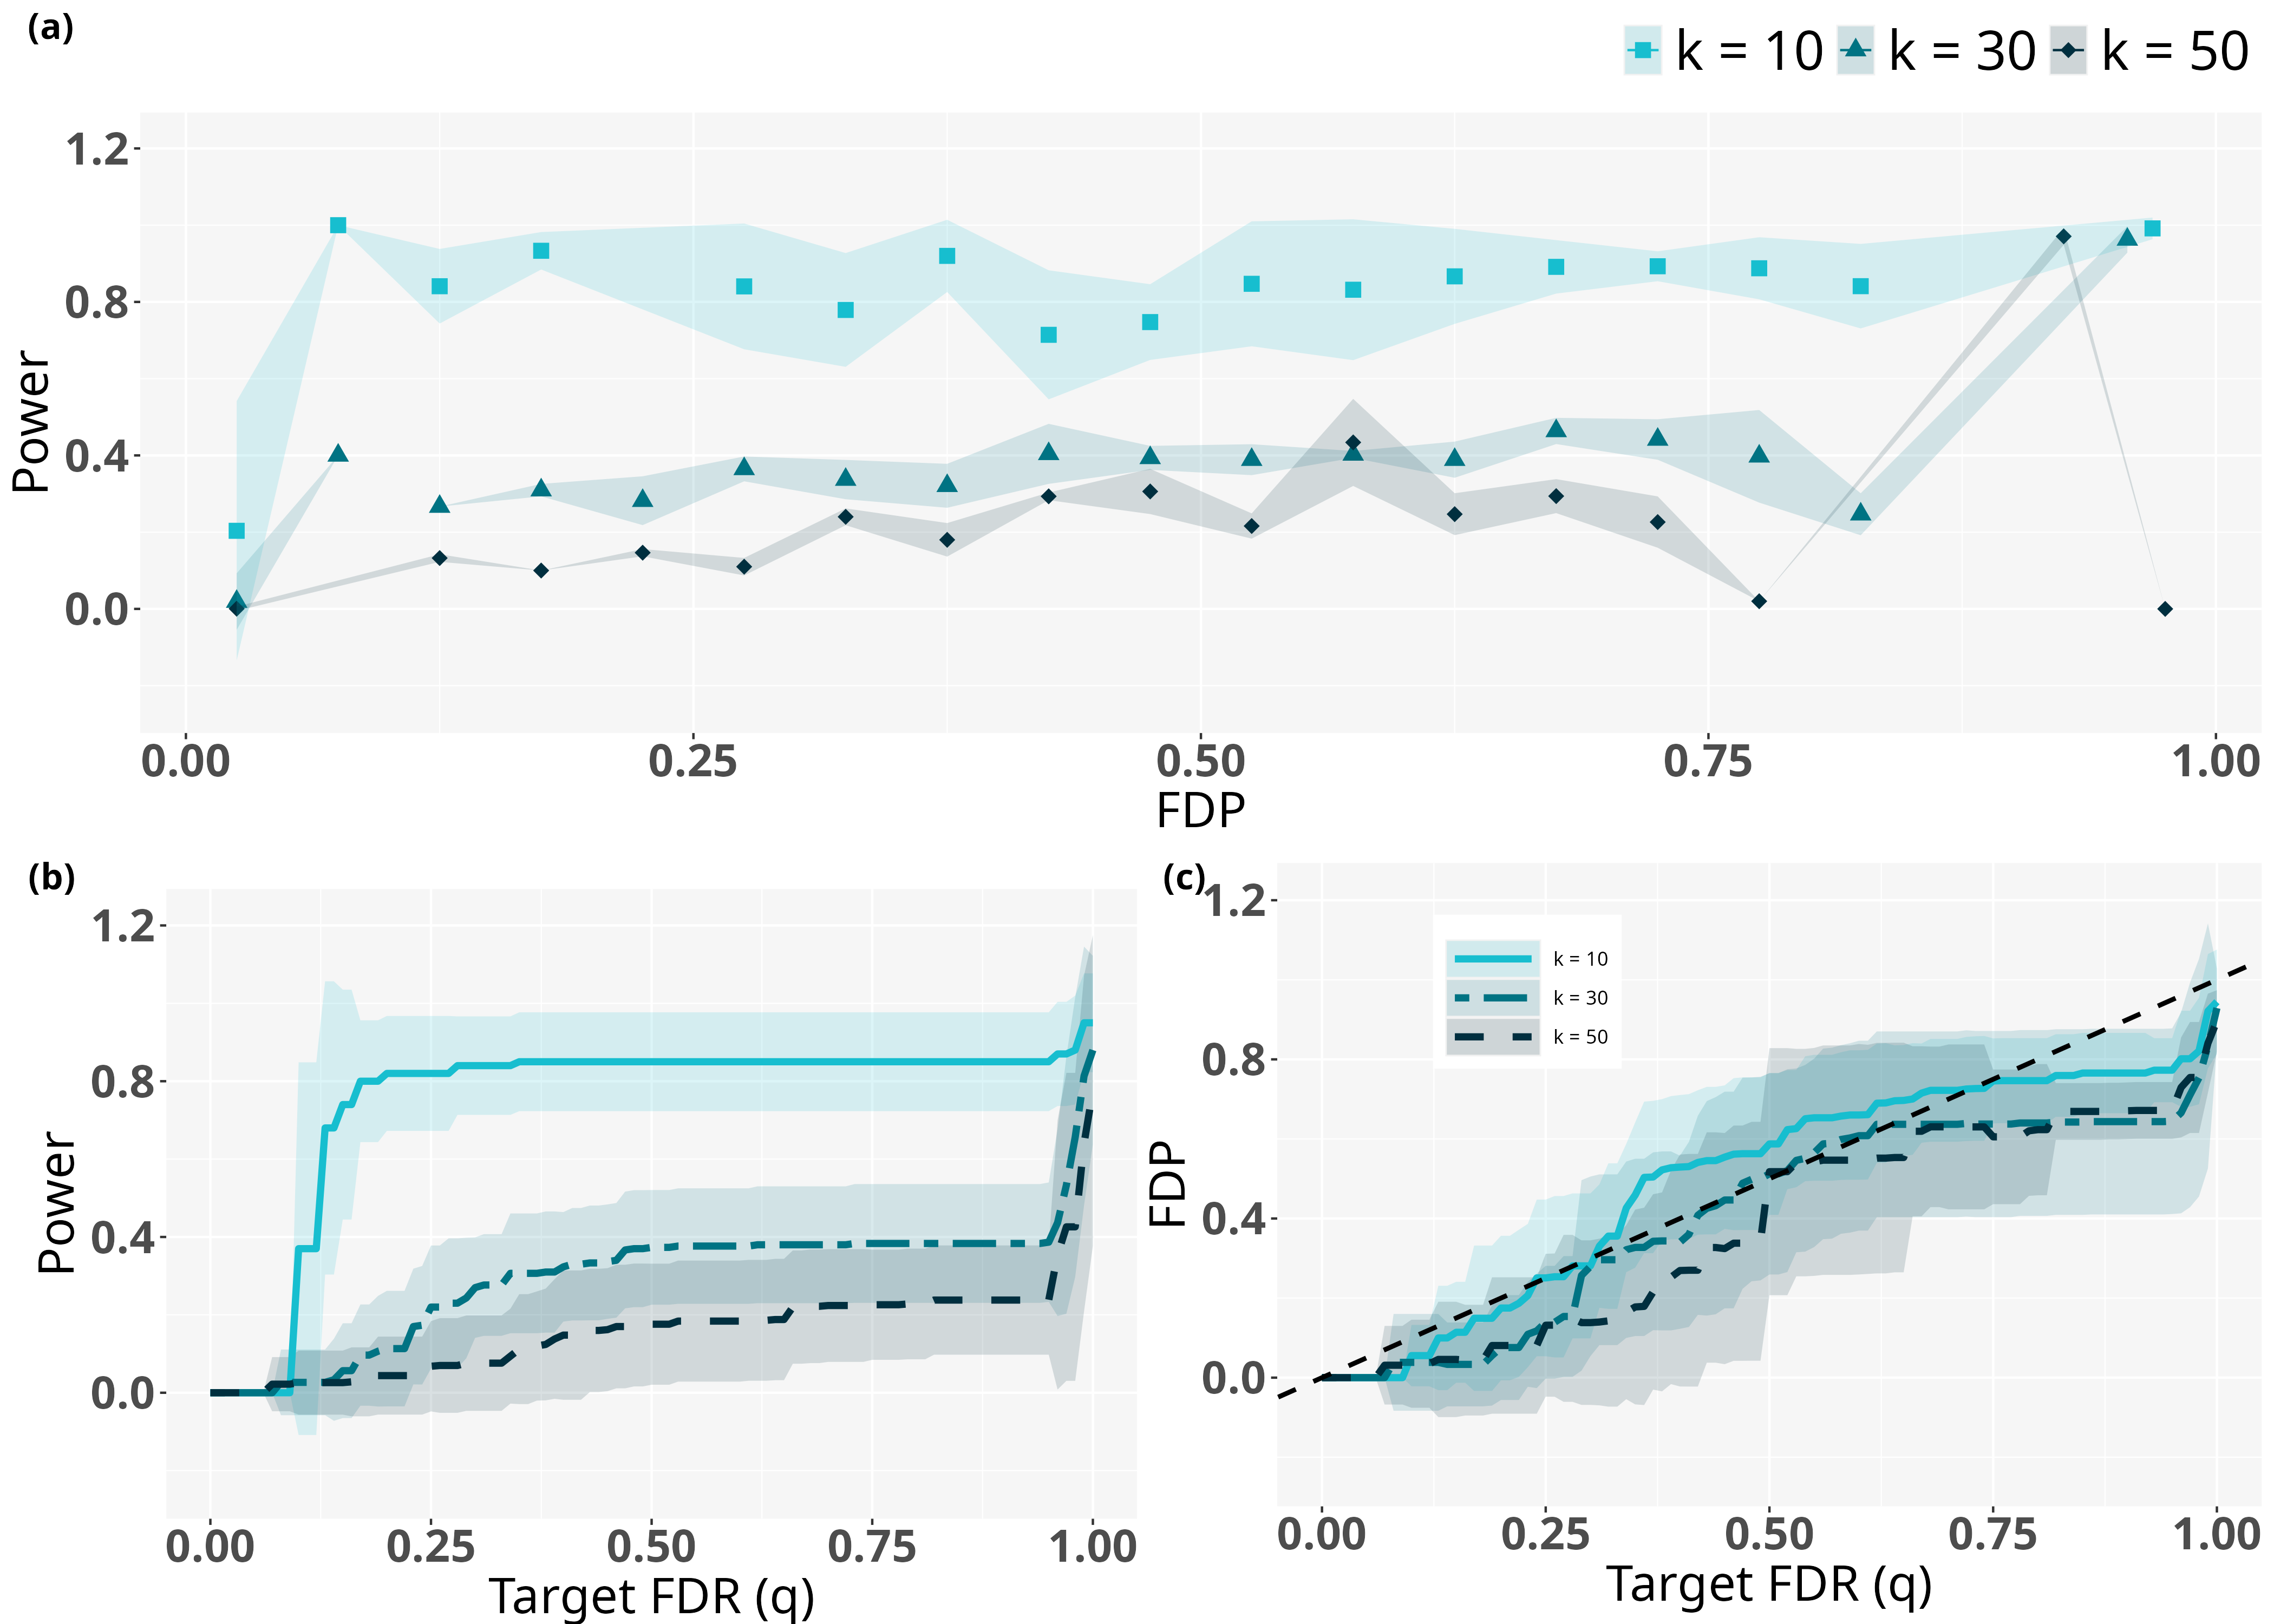 (a)
k = 10 k = 30 k = 50
1.2
0.8
0.4
0.0
Power
0.00 0.25 0.50 0.75 1.00
FDP
(b)
1.2
0.8
0.4
0.0
Power
0.00 0.25 0.50 0.75 1.00
Target FDR (q)
(c)
1.2
0.8
0.4
0.0
FDP
k = 10
k = 30
k = 50
0.00 0.25 0.50 0.75 1.00
Target FDR (q)